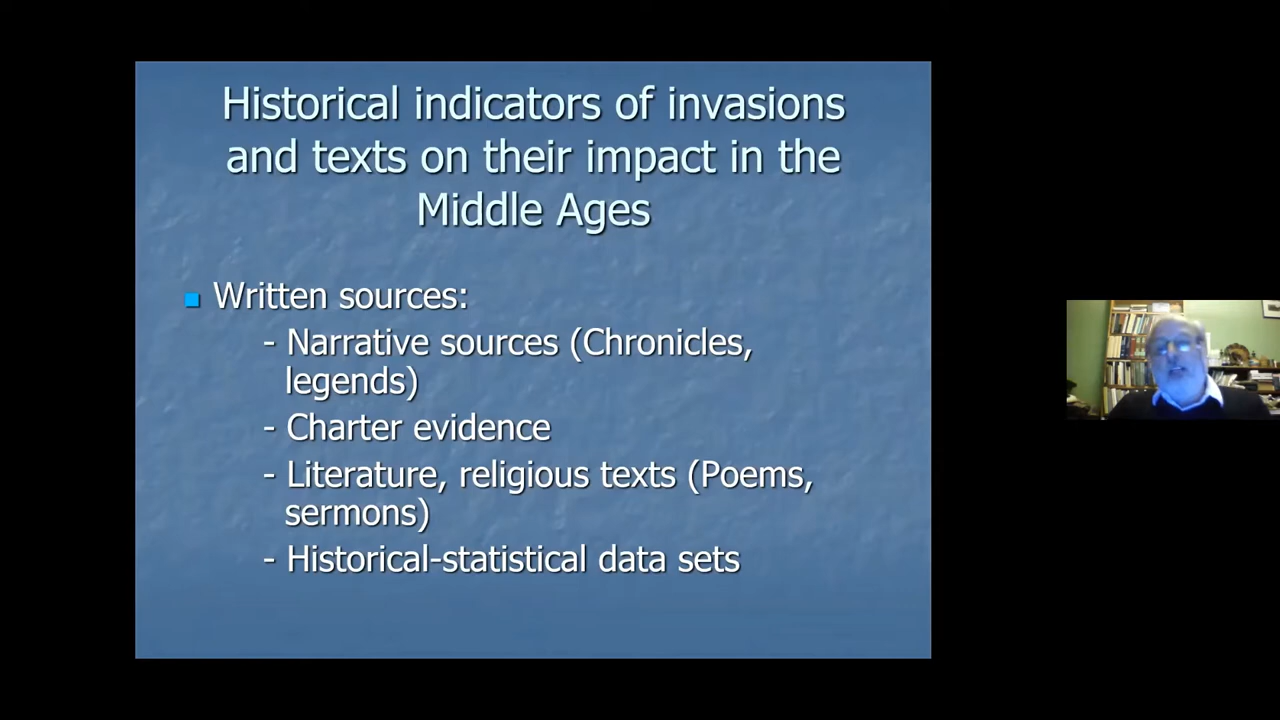 Historical indicators of invasions
and texts on their impact in the
Middle Ages
Written sources:
- Narrative sources (Chronicles,
legends)
- Charter evidence
- Literature, religious texts (Poems,
sermons)
- Historical-statistical data sets